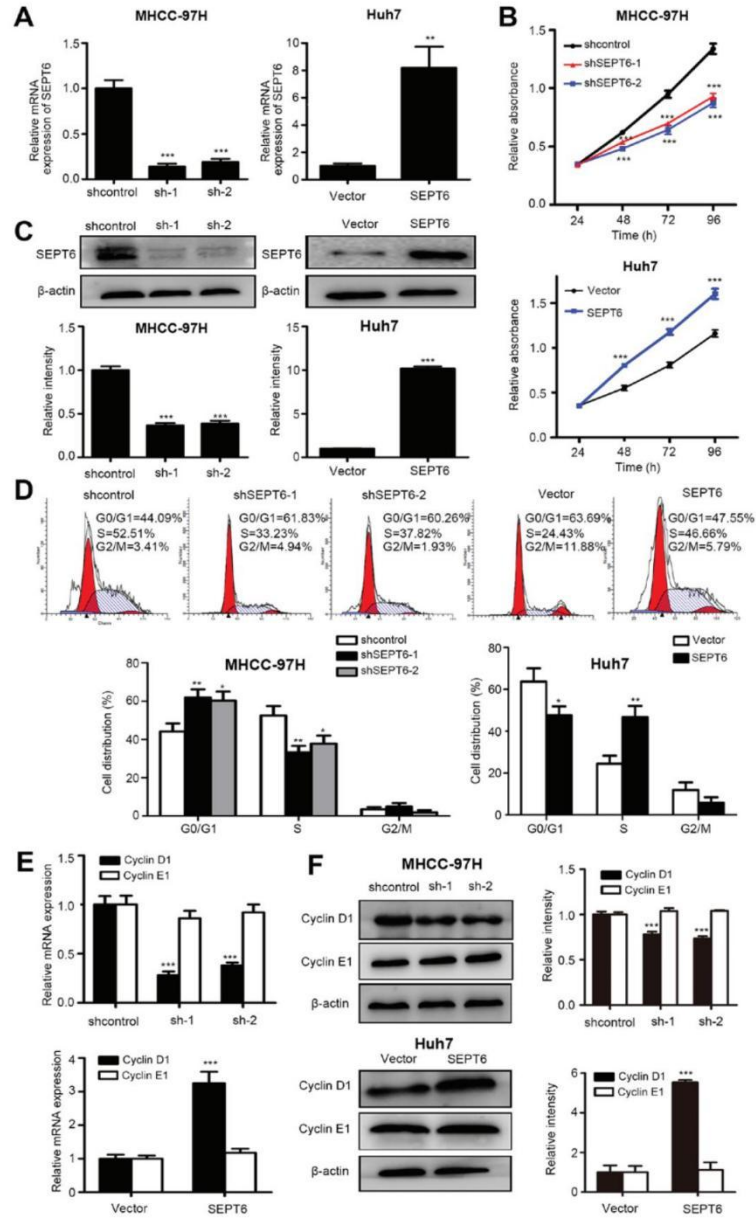 A
MHCC-97H
Relative mRNA
expression of SEPT6
1.5
1.0
0.5
0.0
***
***
shcontrol
sh-1
sh-2
Huh7
Relative mRNA
expression of SEPT6
10
8
6
4
2
0
**
Vector
SEPT6
B
MHCC-97H
Relative absorbance
1.5
1.0
0.5
0.0
shcontrol
shSEPT6-1
shSEPT6-2
***
***
***
***
***
***
24
48
72
96
Time (h)
Huh7
Relative absorbance
1.5
1.0
0.5
0.0
Vector
SEPT6
***
***
***
24
48
72
96
Time (h)
C
shcontrol
sh-1
sh-2
SEPT6
β-actin
Vector
SEPT6
SEPT6
β-actin
MHCC-97H
Relative intensity
1.5
1.0
0.5
0.0
***
***
shcontrol
sh-1
sh-2
Huh7
Relative intensity
15
10
5
0
***
Vector
SEPT6
D
shcontrol
G0/G1=44.09%
S=52.51%
G2/M=3.41%
shSEPT6-1
G0/G1=61.83%
S=33.23%
G2/M=4.94%
shSEPT6-2
G0/G1=60.26%
S=37.82%
G2/M=1.93%
Vector
G0/G1=63.69%
S=24.43%
G2/M=11.88%
SEPT6
G0/G1=47.55%
S=46.66%
G2/M=5.79%
MHCC-97H
shcontrol
shSEPT6-1
shSEPT6-2
Cell distribution (%)
80
60
40
20
0
**
*
**
*
G0/G1
S
G2/M
Huh7
Vector
SEPT6
Cell distribution (%)
80
60
40
20
0
*
**
G0/G1
S
G2/M
E
Relative mRNA expression
1.5
1.0
0.5
0.0
Cyclin D1
Cyclin E1
***
***
shcontrol
sh-1
sh-2
Relative mRNA expression
4
3
2
1
0
Cyclin D1
Cyclin E1
***
Vector
SEPT6
F
MHCC-97H
shcontrol
sh-1
sh-2
Cyclin D1
Cyclin E1
β-actin
Relative intensity
1.5
1.0
0.5
0.0
Cyclin D1
Cyclin E1
***
***
shcontrol
sh-1
sh-2
Huh7
Vector
SEPT6
Cyclin D1
Cyclin E1
β-actin
Relative intensity
6
4
2
0
Cyclin D1
Cyclin E1
***
Vector
SEPT6